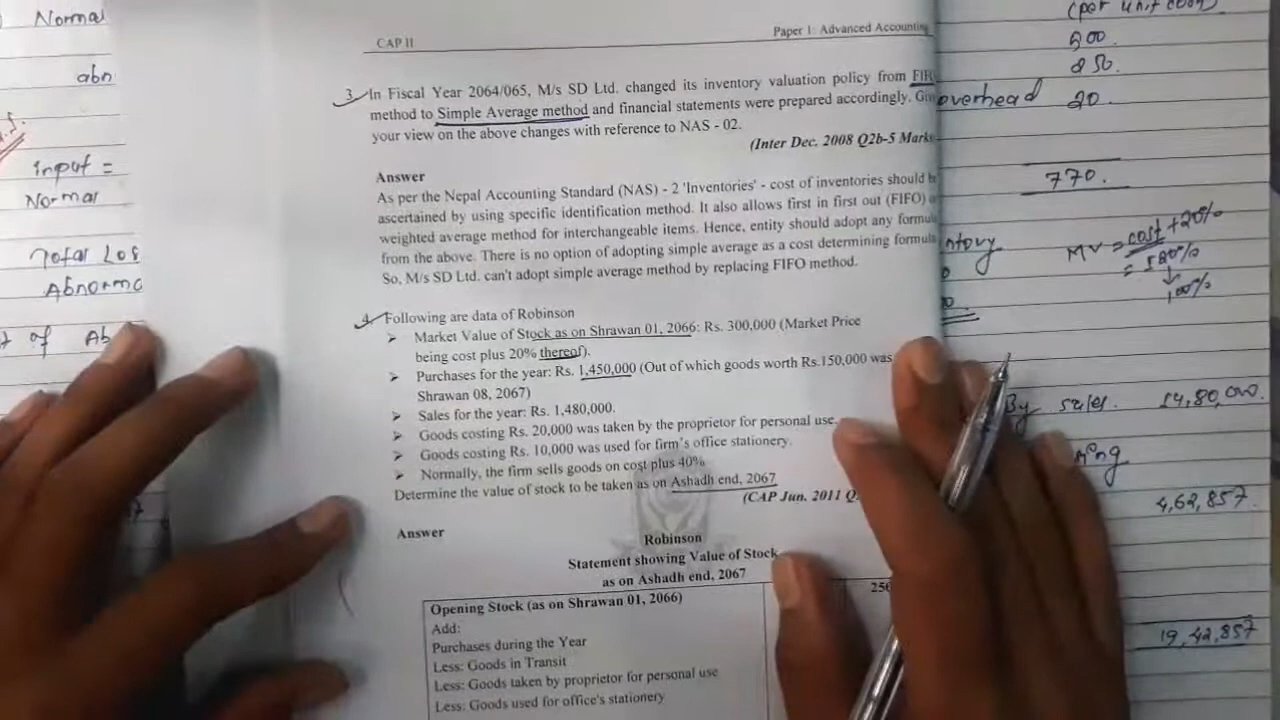 Normal
abn
Input =
Normar
Total Los
Abnorma
of Ab
CAP II
Paper 1: Advanced Accounting
3. In Fiscal Year 2064/065, M/s SD Ltd. changed its inventory valuation policy from FIF
method to Simple Average method and financial statements were prepared accordingly. Gi
your view on the above changes with reference to NAS - 02.
(Inter Dec. 2008 Q2b-5 Marks
Answer
As per the Nepal Accounting Standard (NAS) - 2 'Inventories' - cost of inventories should b
ascertained by using specific identification method. It also allows first in first out (FIFO) o
weighted average method for interchangeable items. Hence, entity should adopt any formul
from the above. There is no option of adopting simple average as a cost determining formula
So, M/s SD Ltd. can't adopt simple average method by replacing FIFO method.
4. Following are data of Robinson
➤ Market Value of Stock as on Shrawan 01, 2066: Rs. 300,000 (Market Price
being cost plus 20% thereof).
➤ Purchases for the year: Rs. 1,450,000 (Out of which goods worth Rs.150,000 was
Shrawan 08, 2067)
➤ Sales for the year: Rs. 1,480,000.
➤ Goods costing Rs. 20,000 was taken by the proprietor for personal use.
➤ Goods costing Rs. 10,000 was used for firm's office stationery.
➤ Normally, the firm sells goods on cost plus 40%
Determine the value of stock to be taken as on Ashadh end, 2067
(CAP Jun. 2011 Q.
Answer
Robinson
Statement showing Value of Stock
as on Ashadh end, 2067
Opening Stock (as on Shrawan 01, 2066)
250
Add:
Purchases during the Year
Less: Goods in Transit
Less: Goods taken by proprietor for personal use
Less: Goods used for office's stationery
(per unit cost)
500.
250.
overhead 20.
770.
ntory
MV = cost + 20%
100%
By sales. 14,80,000.
ing
4,62,857.
19,42,857